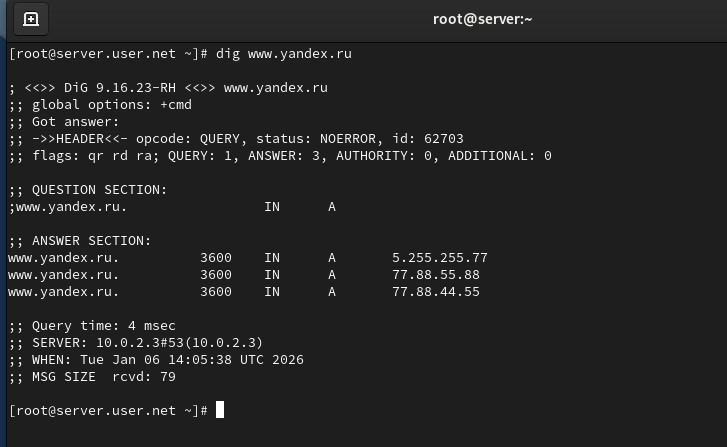 root@server:~
[root@server.user.net ~]# dig www.yandex.ru
; <<>> DiG 9.16.23-RH <<>> www.yandex.ru
;; global options: +cmd
;; Got answer:
;; ->>HEADER<<- opcode: QUERY, status: NOERROR, id: 62703
;; flags: qr rd ra; QUERY: 1, ANSWER: 3, AUTHORITY: 0, ADDITIONAL: 0
;; QUESTION SECTION:
;www.yandex.ru. IN A
;; ANSWER SECTION:
www.yandex.ru. 3600 IN A 5.255.255.77
www.yandex.ru. 3600 IN A 77.88.55.88
www.yandex.ru. 3600 IN A 77.88.44.55
;; Query time: 4 msec
;; SERVER: 10.0.2.3#53(10.0.2.3)
;; WHEN: Tue Jan 06 14:05:38 UTC 2026
;; MSG SIZE  rcvd: 79
[root@server.user.net ~]#